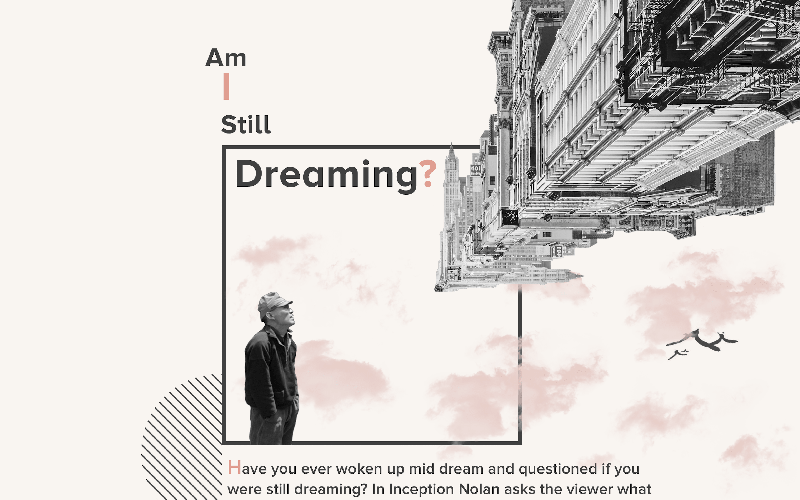 Am
I
Still
Dreaming?
Have you ever woken up mid dream and questioned if you
were still dreaming? In Inception Nolan asks the viewer what